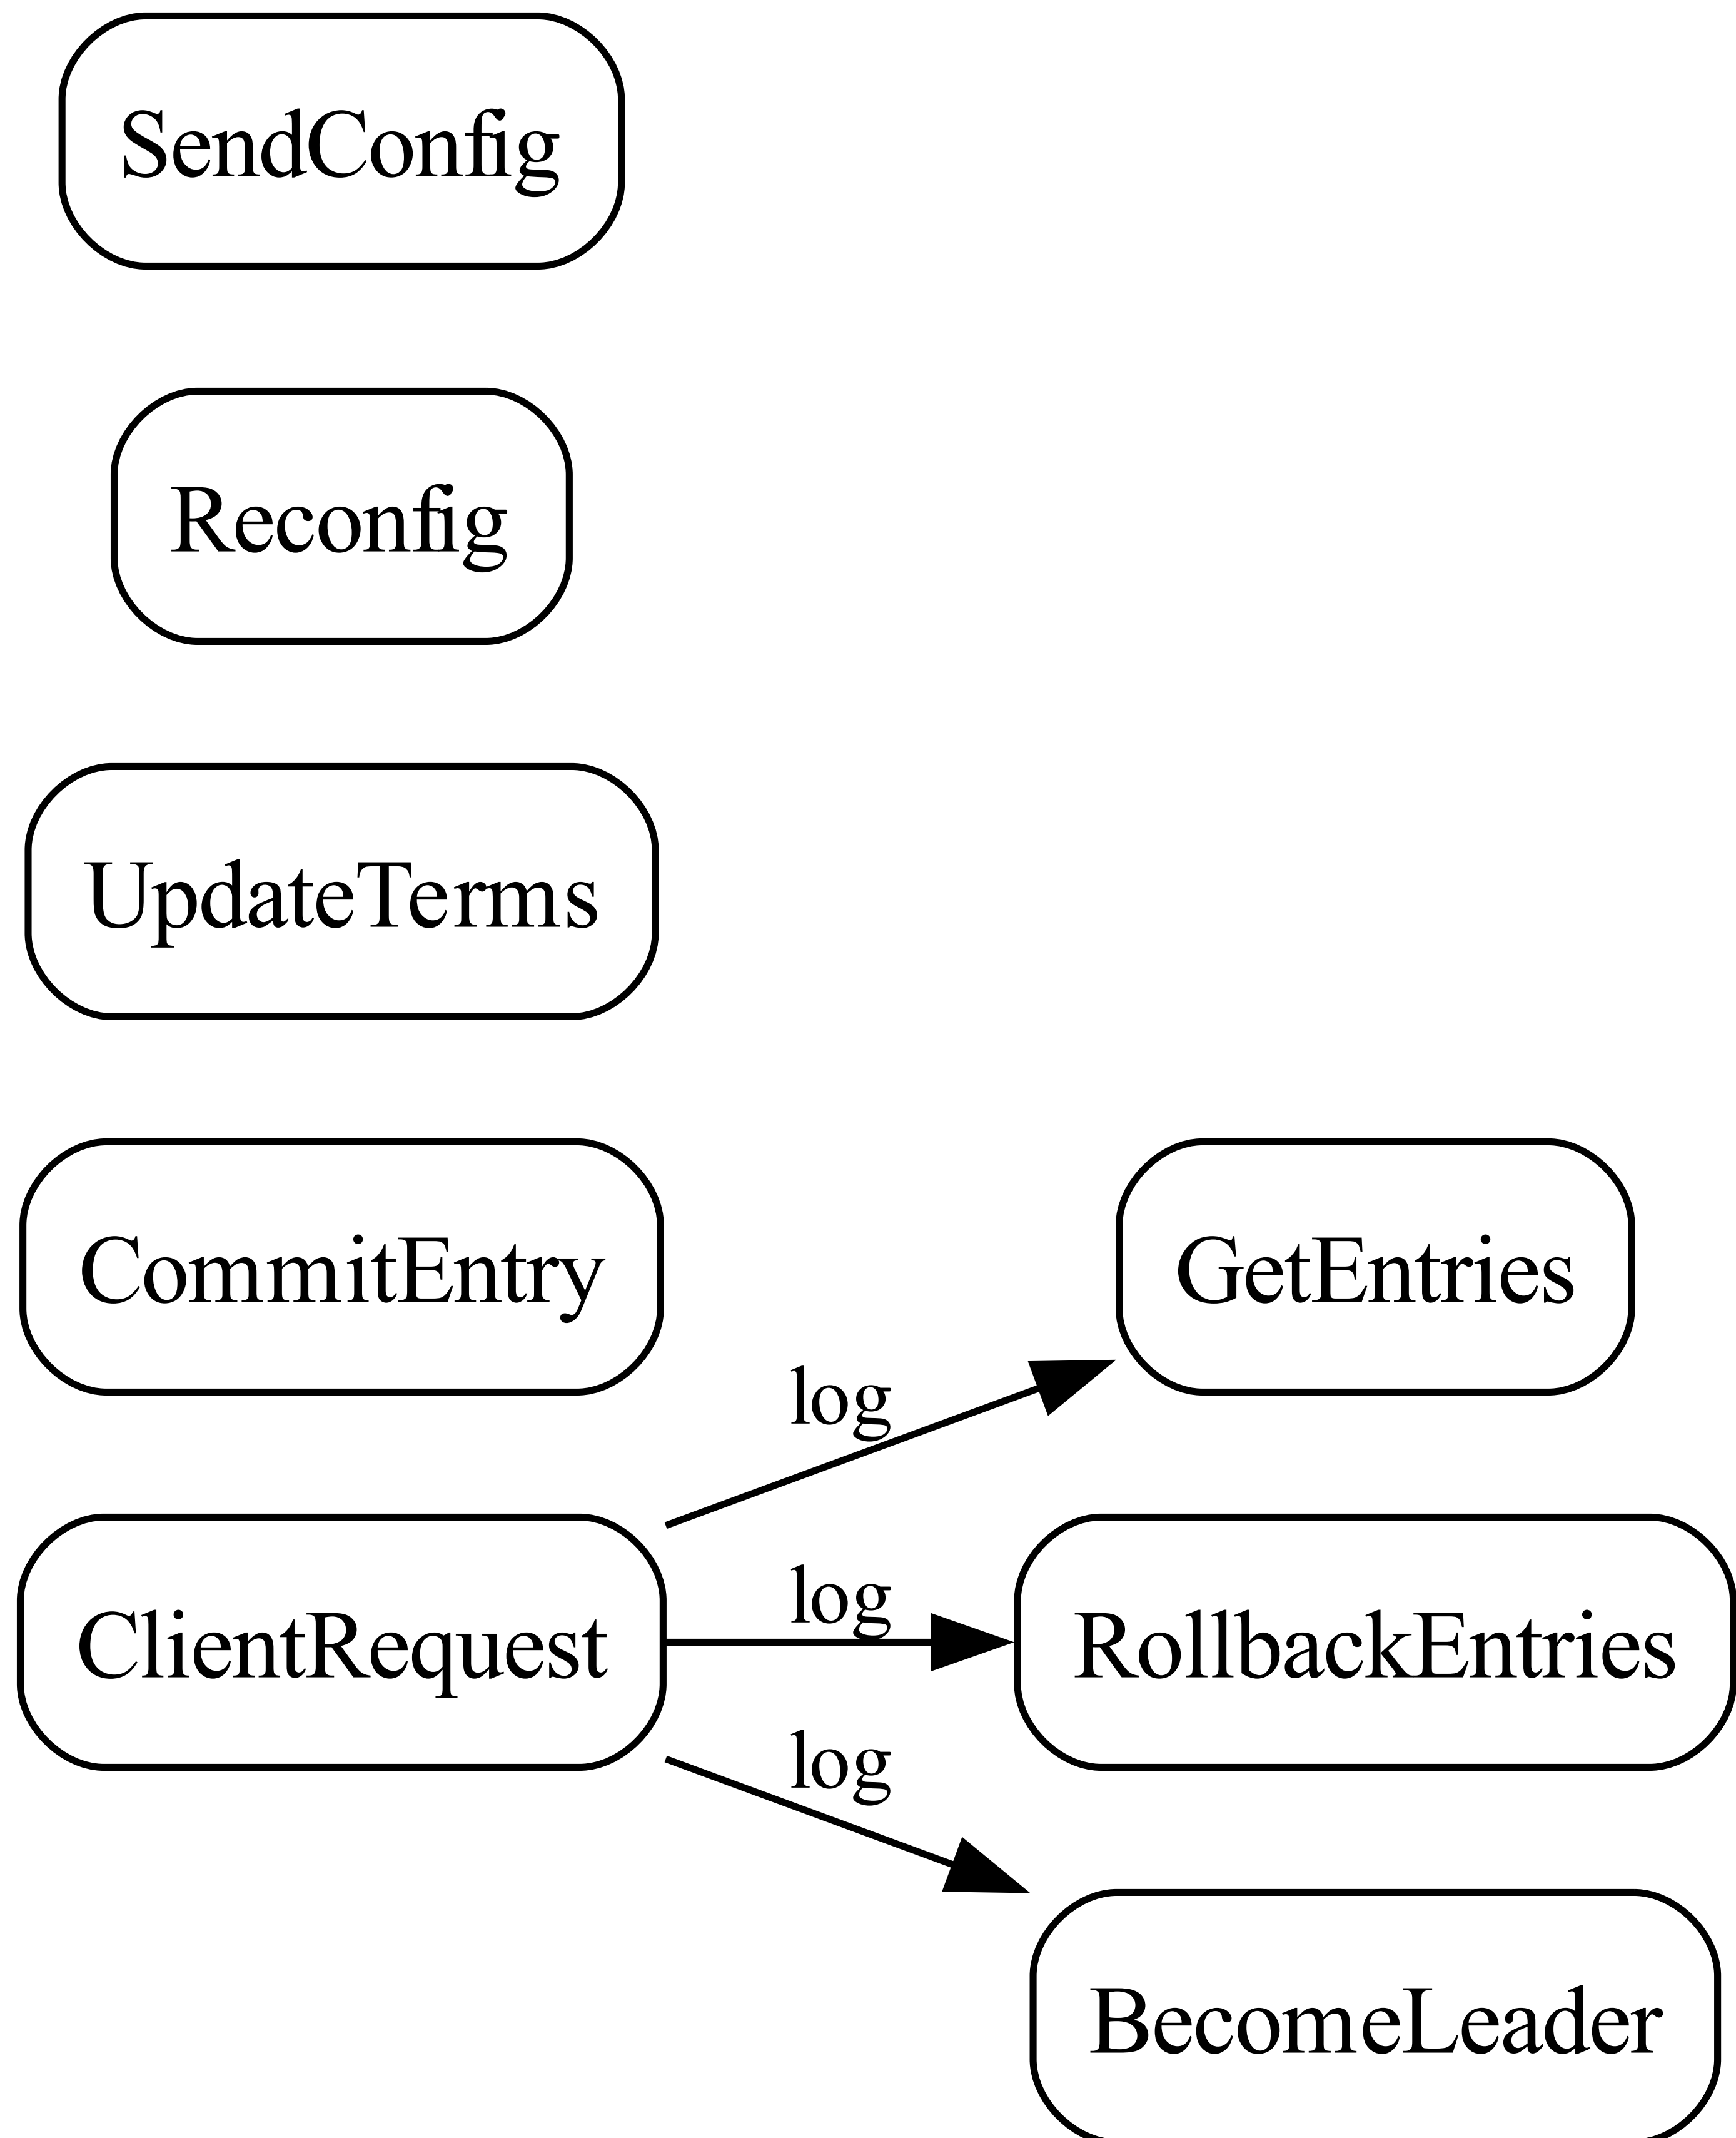 SendConfig
Reconfig
UpdateTerms
CommitEntry
GetEntries
log
log
ClientRequest
RollbackEntries
log
BecomeLeader